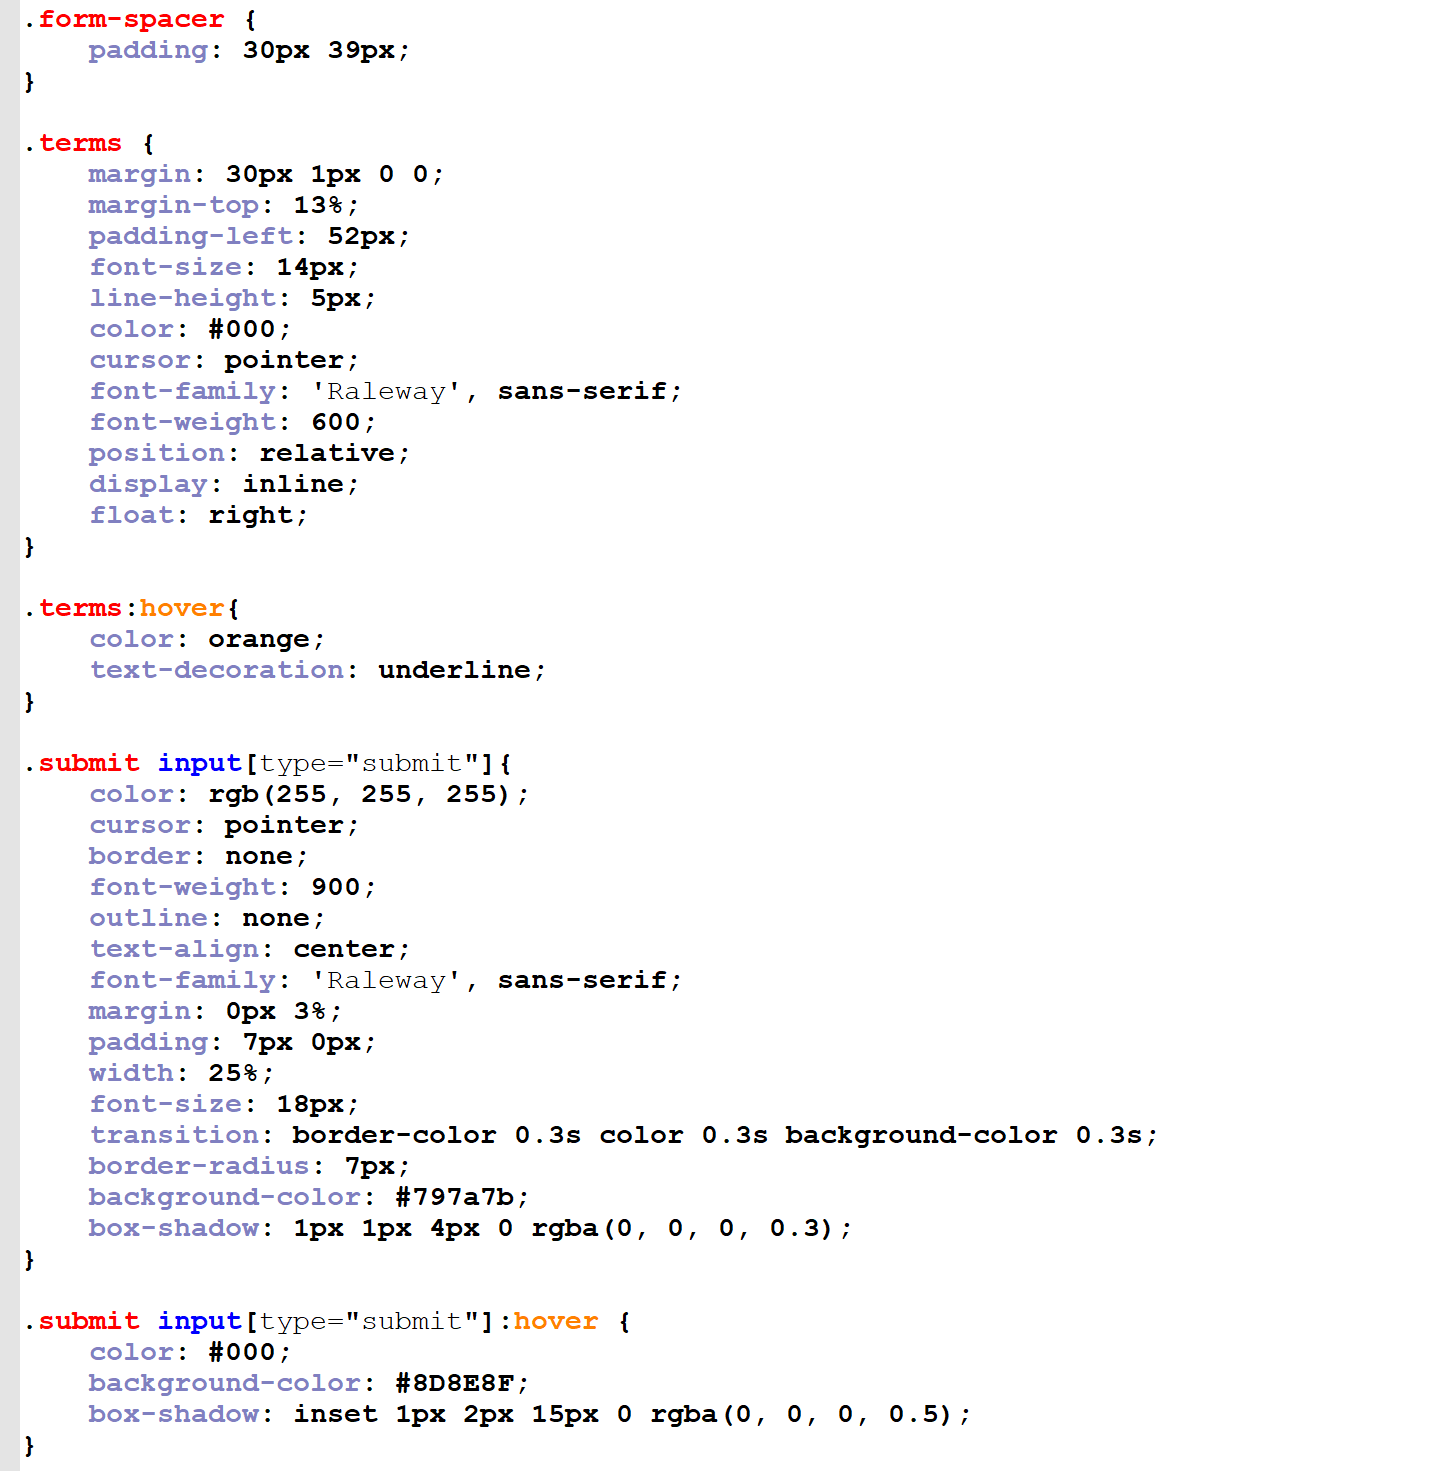 .form-spacer {
    padding: 30px 39px;
}

.terms {
    margin: 30px 1px 0 0;
    margin-top: 13%;
    padding-left: 52px;
    font-size: 14px;
    line-height: 5px;
    color: #000;
    cursor: pointer;
    font-family: 'Raleway', sans-serif;
    font-weight: 600;
    position: relative;
    display: inline;
    float: right;
}

.terms:hover{
    color: orange;
    text-decoration: underline;
}

.submit input[type="submit"]{
    color: rgb(255, 255, 255);
    cursor: pointer;
    border: none;
    font-weight: 900;
    outline: none;
    text-align: center;
    font-family: 'Raleway', sans-serif;
    margin: 0px 3%;
    padding: 7px 0px;
    width: 25%;
    font-size: 18px;
    transition: border-color 0.3s color 0.3s background-color 0.3s;
    border-radius: 7px;
    background-color: #797a7b;
    box-shadow: 1px 1px 4px 0 rgba(0, 0, 0, 0.3);
}

.submit input[type="submit"]:hover {
    color: #000;
    background-color: #8D8E8F;
    box-shadow: inset 1px 2px 15px 0 rgba(0, 0, 0, 0.5);
}